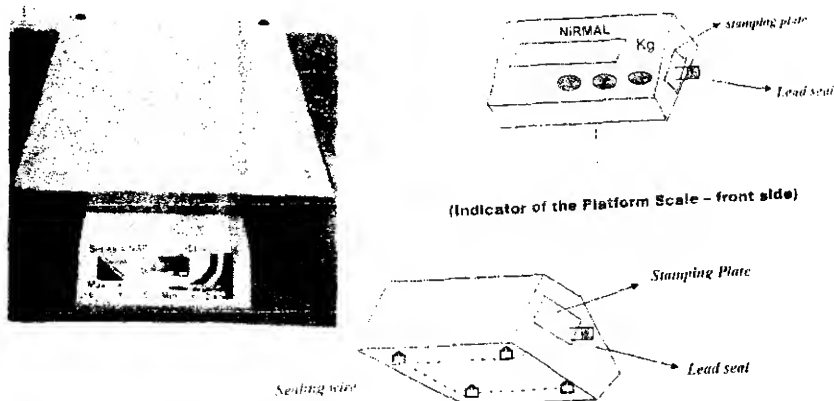 NiRMAL
Kg
Stamping plate
Lead seal
(Indicator of the Platform Scale – front side)
Stamping Plate
Lead seal
Sealing wire